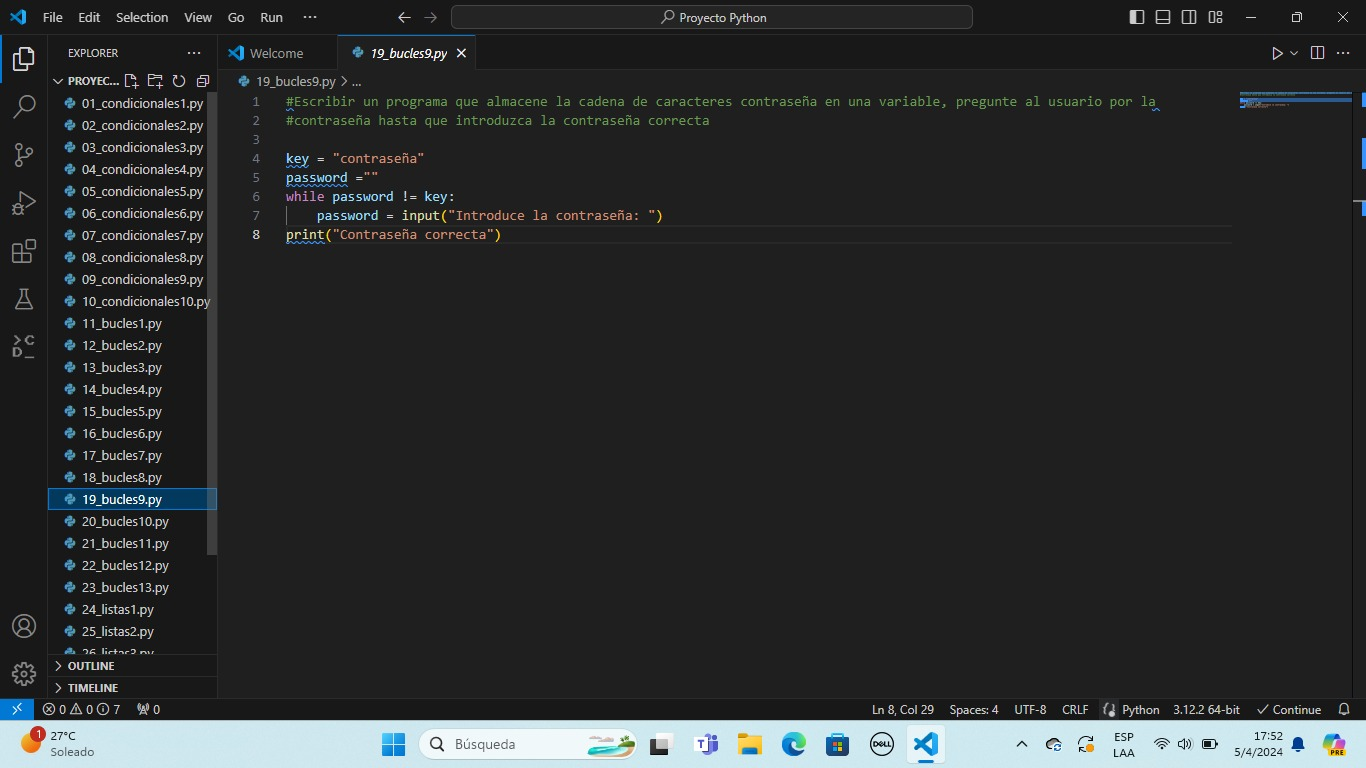 File Edit Selection View Go Run ···
Proyecto Python
EXPLORER ···
Welcome
19_bucles9.py
PROYEC...
19_bucles9.py > ...
01_condicionales1.py
02_condicionales2.py
03_condicionales3.py
04_condicionales4.py
05_condicionales5.py
06_condicionales6.py
07_condicionales7.py
08_condicionales8.py
09_condicionales9.py
10_condicionales10.py
11_bucles1.py
12_bucles2.py
13_bucles3.py
14_bucles4.py
15_bucles5.py
16_bucles6.py
17_bucles7.py
18_bucles8.py
19_bucles9.py
20_bucles10.py
21_bucles11.py
22_bucles12.py
23_bucles13.py
24_listas1.py
25_listas2.py
26_listas3.py
OUTLINE
TIMELINE
1 #Escribir un programa que almacene la cadena de caracteres contraseña en una variable, pregunte al usuario por la
2 #contraseña hasta que introduzca la contraseña correcta
3
4 key = "contraseña"
5 password =""
6 while password != key:
7     password = input("Introduce la contraseña: ")
8 print("Contraseña correcta")
0 0 7 0
Ln 8, Col 29 Spaces: 4 UTF-8 CRLF Python 3.12.2 64-bit Continue
1
27°C
Soleado
Búsqueda
DELL
ESP
LAA
17:52
5/4/2024
PRE